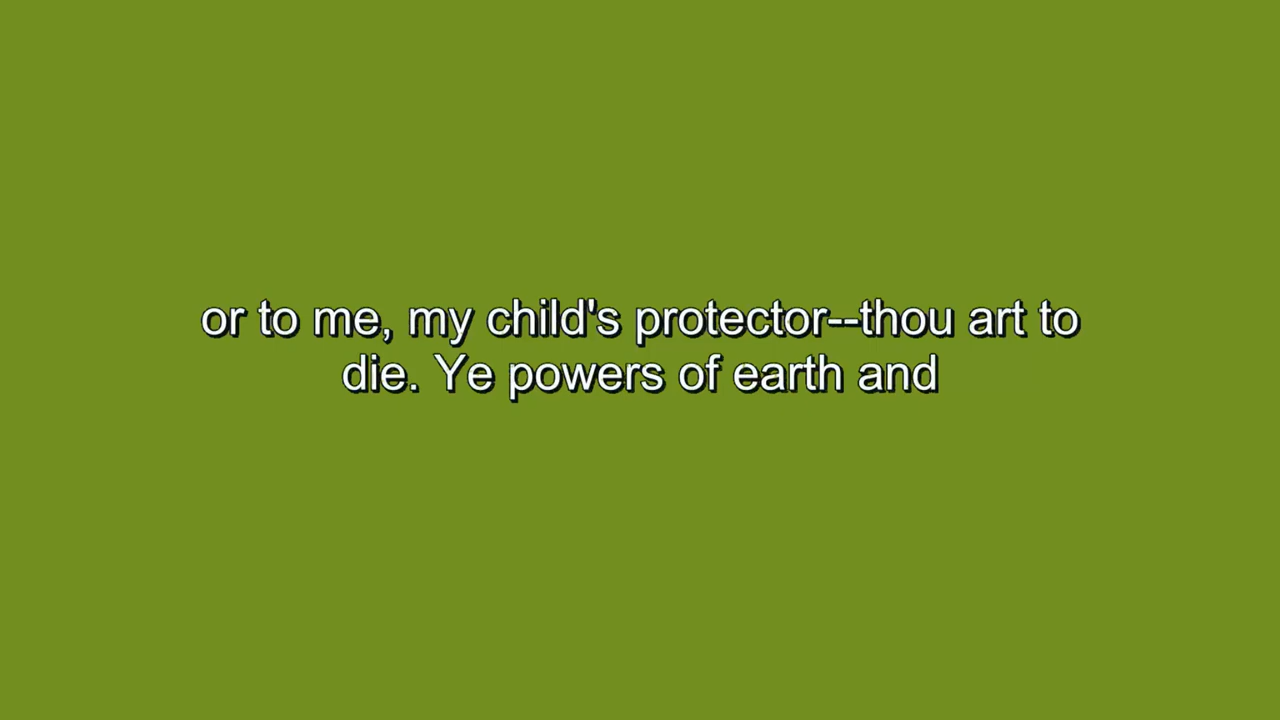 or to me, my child's protector--thou art to
die. Ye powers of earth and